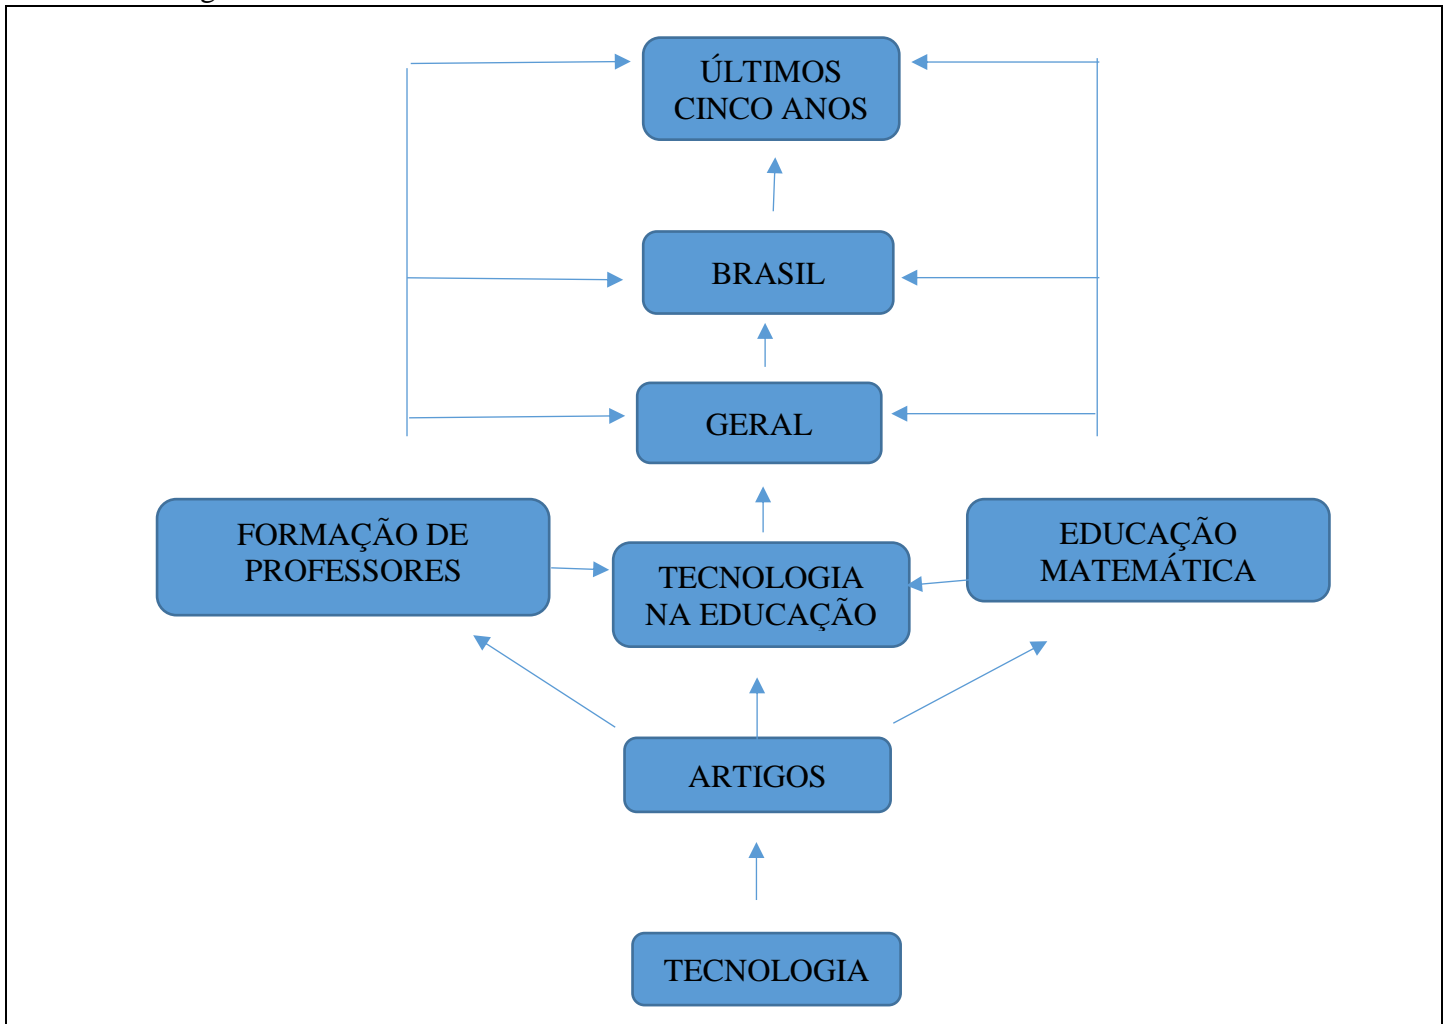 ÚLTIMOS
CINCO ANOS
BRASIL
GERAL
FORMAÇÃO DE
PROFESSORES
EDUCAÇÃO
MATEMÁTICA
TECNOLOGIA
NA EDUCAÇÃO
ARTIGOS
TECNOLOGIA